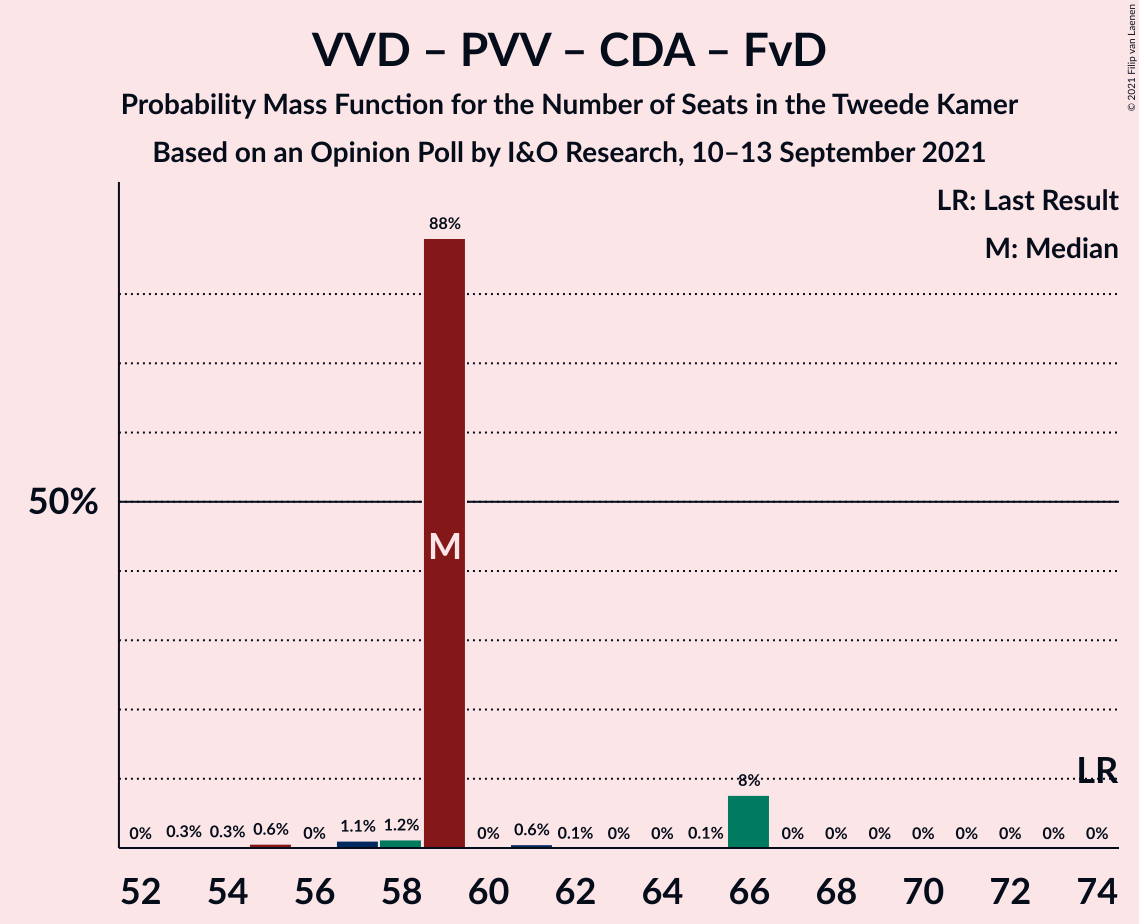 VVD – PVV – CDA – FvD
Probability Mass Function for the Number of Seats in the Tweede Kamer
Based on an Opinion Poll by I&O Research, 10–13 September 2021
© 2021 Filip van Laenen
LR: Last Result
M: Median
88%
50%
M
LR
0% 0.3% 0.3% 0.6% 0% 1.1% 1.2% 0% 0.6% 0.1% 0% 0% 0.1% 8% 0% 0% 0% 0% 0% 0% 0% 0%
52 54 56 58 60 62 64 66 68 70 72 74